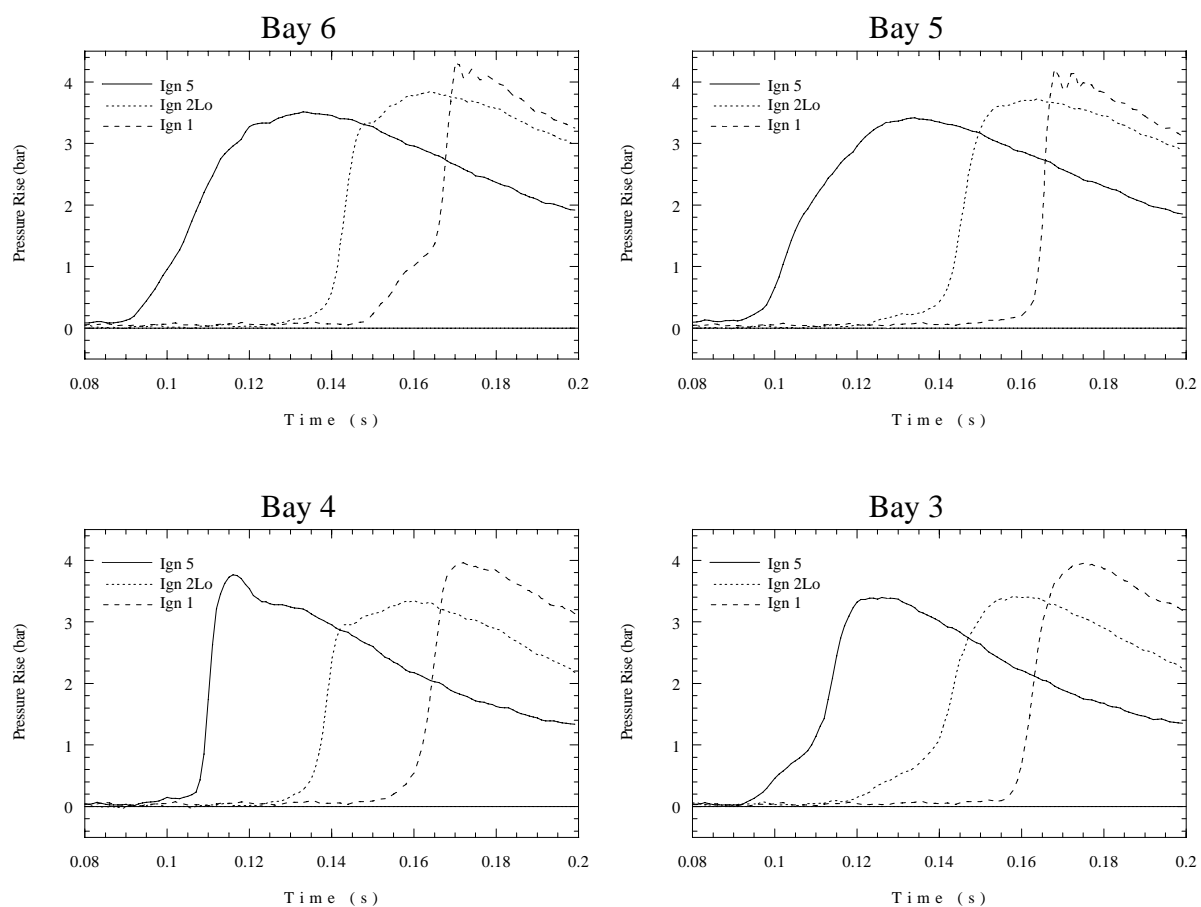 Bay 6
Pressure Rise (bar)
4
3
2
1
0
Ign 5
Ign 2Lo
Ign 1
0.08 0.1 0.12 0.14 0.16 0.18 0.2
Time (s)
Bay 5
Pressure Rise (bar)
4
3
2
1
0
Ign 5
Ign 2Lo
Ign 1
0.08 0.1 0.12 0.14 0.16 0.18 0.2
Time (s)
Bay 4
Pressure Rise (bar)
4
3
2
1
0
Ign 5
Ign 2Lo
Ign 1
0.08 0.1 0.12 0.14 0.16 0.18 0.2
Time (s)
Bay 3
Pressure Rise (bar)
4
3
2
1
0
Ign 5
Ign 2Lo
Ign 1
0.08 0.1 0.12 0.14 0.16 0.18 0.2
Time (s)